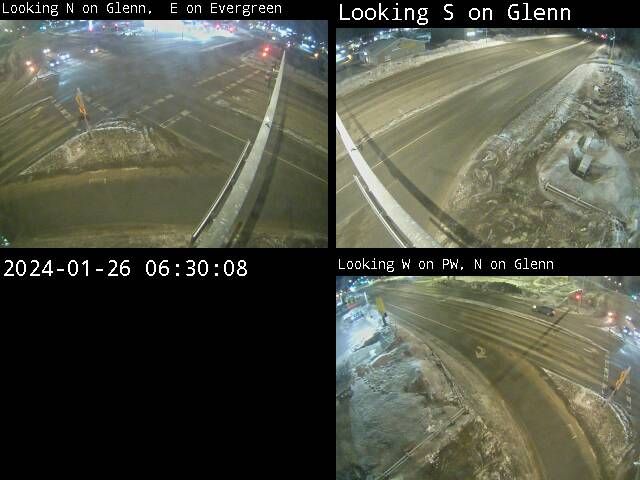 Looking N on Glenn, E on Evergreen
Looking S on Glenn
2024-01-26 06:30:08
Looking W on PW, N on Glenn